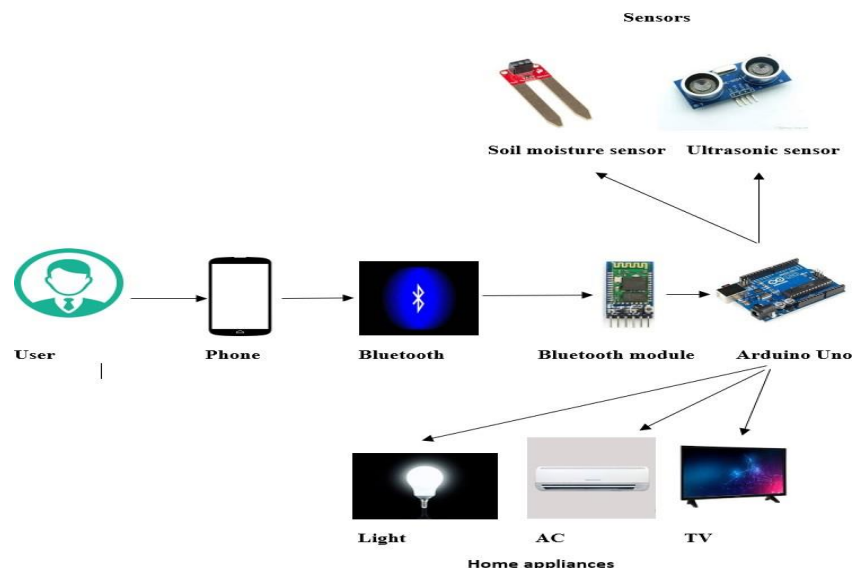 Sensors
Soil moisture sensor
Ultrasonic sensor
User
Phone
Bluetooth
Bluetooth module
Arduino Uno
Light
AC
TV
Home appliances